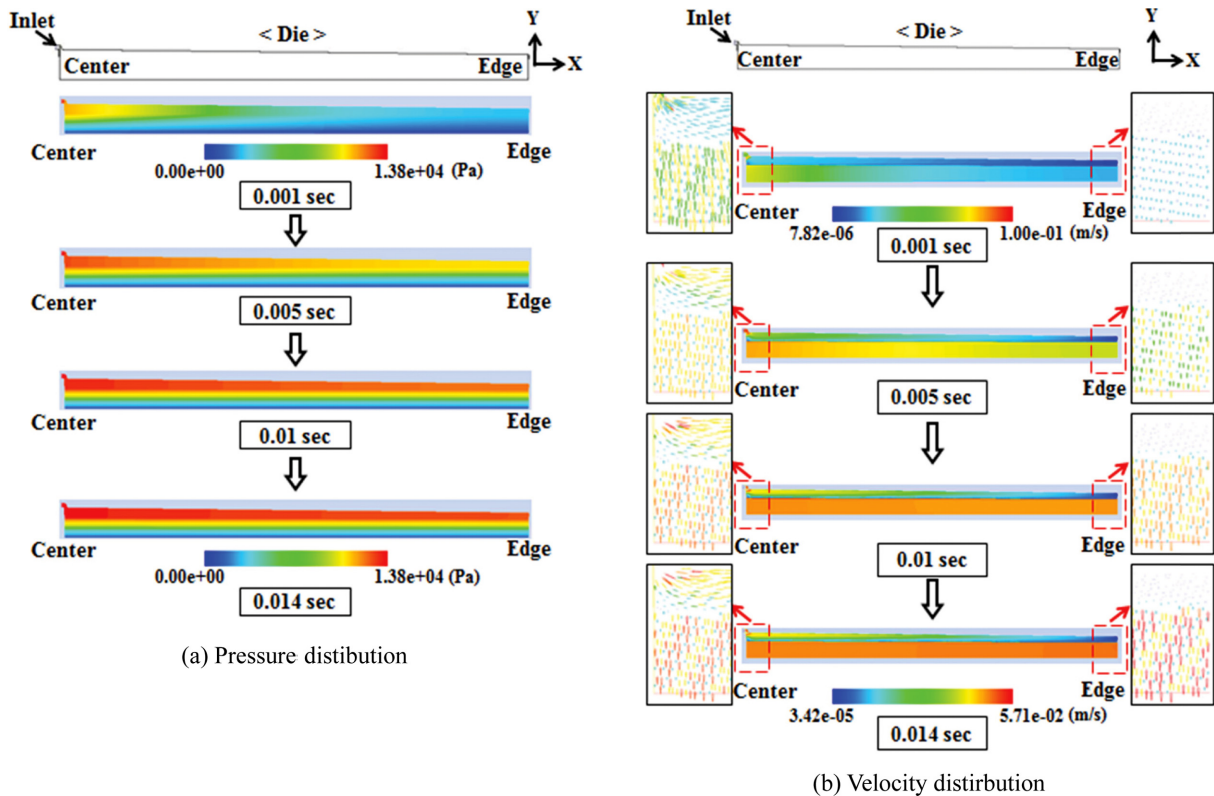 Inlet
< Die >
Y
X
Center
Edge
Center
0.00e+00
1.38e+04 (Pa)
Edge
0.001 sec
Center
Edge
0.005 sec
Center
Edge
0.01 sec
Center
Edge
0.00e+00
1.38e+04 (Pa)
0.014 sec
(a) Pressure distibution
Inlet
< Die >
Y
X
Center
Edge
Center
Edge
7.82e-06
1.00e-01 (m/s)
0.001 sec
Center
Edge
0.005 sec
Center
Edge
0.01 sec
Center
Edge
3.42e-05
5.71e-02 (m/s)
0.014 sec
(b) Velocity distirbution